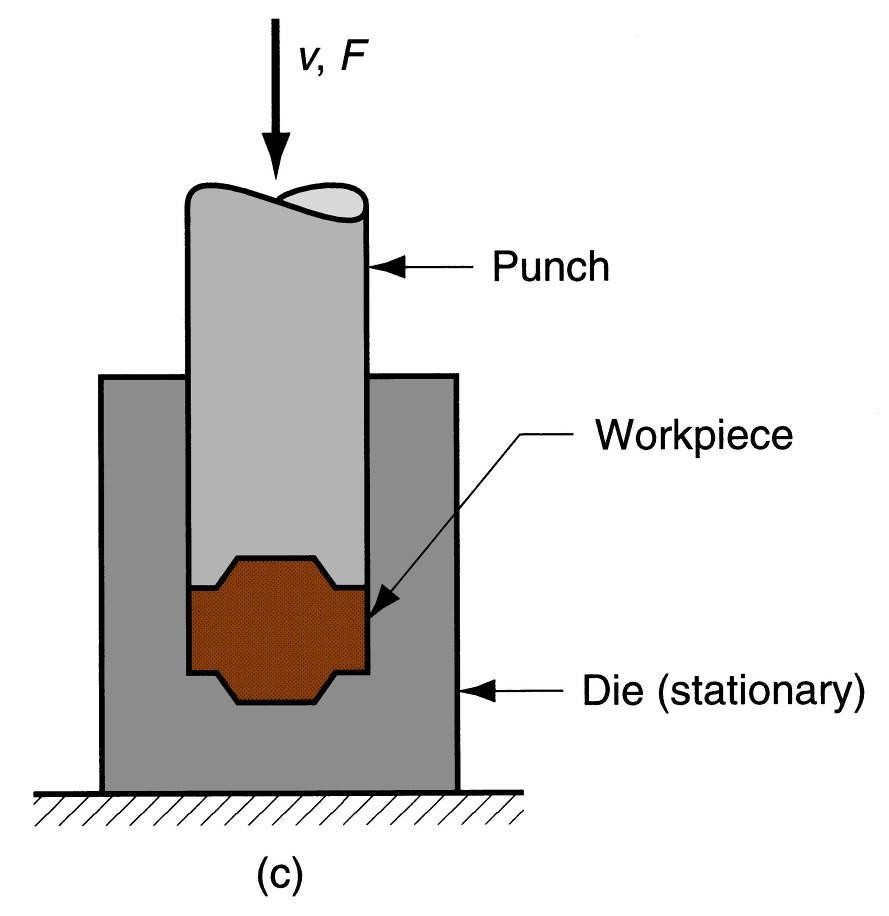 v, F
Punch
Workpiece
Die (stationary)
(c)